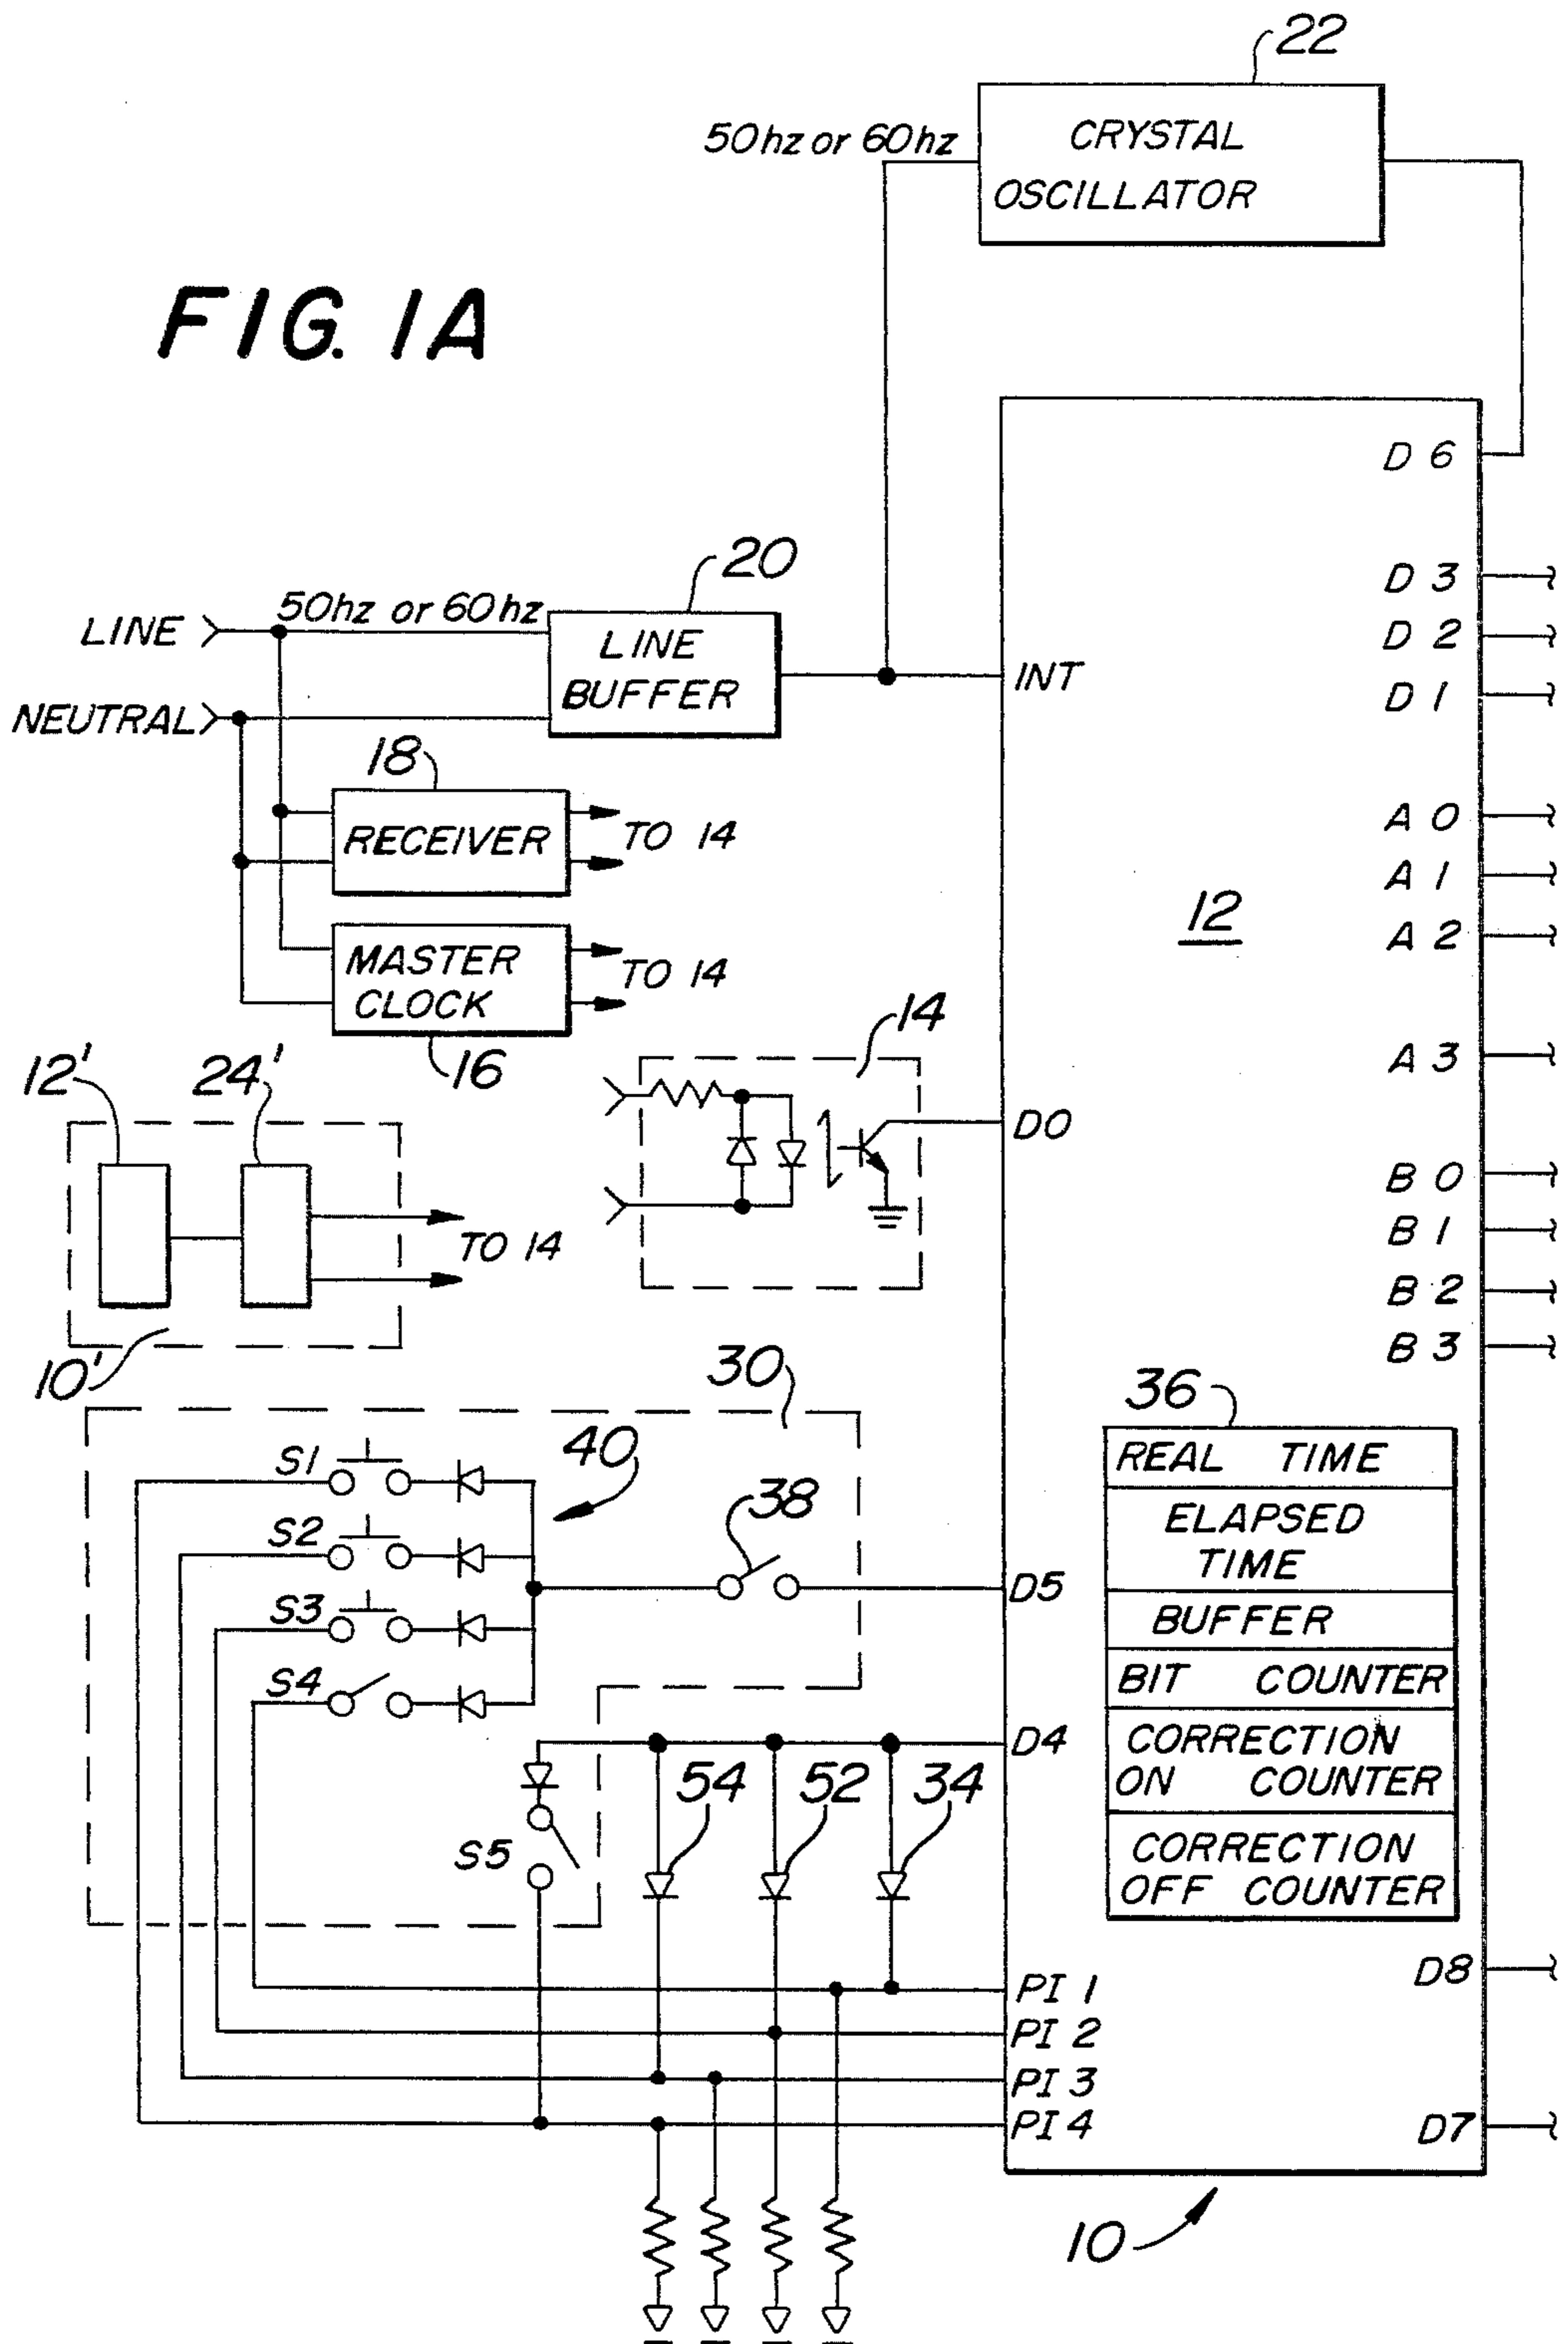 22
50hz or 60hz
CRYSTAL
OSCILLATOR
FIG. 1A
D 6
20
D 3
50hz or 60hz
LINE
LINE
BUFFER
D 2
INT
D 1
NEUTRAL
18
RECEIVER
TO 14
A 0
A 1
12
A 2
MASTER
CLOCK
TO 14
14
16
A 3
12'
24'
DO
B 0
B 1
TO 14
B 2
B 3
10'
30
36
S1
40
REAL TIME
38
ELAPSED
TIME
S2
D5
S3
BUFFER
S4
BIT COUNTER
D4
CORRECTION
ON COUNTER
54
52
34
S5
CORRECTION
OFF COUNTER
D8
PI 1
PI 2
PI 3
PI 4
D7
10